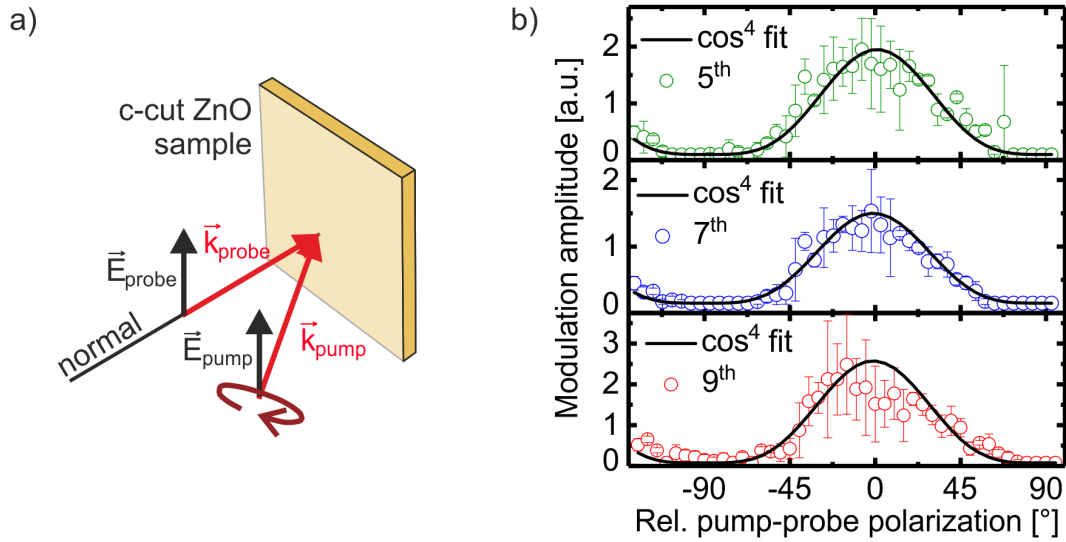 a)
c-cut ZnO
sample
k⃗probe
E⃗probe
normal
E⃗pump
k⃗pump
b)
Modulation amplitude [a.u.]
2
1
0
cos⁴ fit
5ᵗʰ
2
1
0
cos⁴ fit
7ᵗʰ
3
2
1
0
cos⁴ fit
9ᵗʰ
-90 -45 0 45 90
Rel. pump-probe polarization [°]